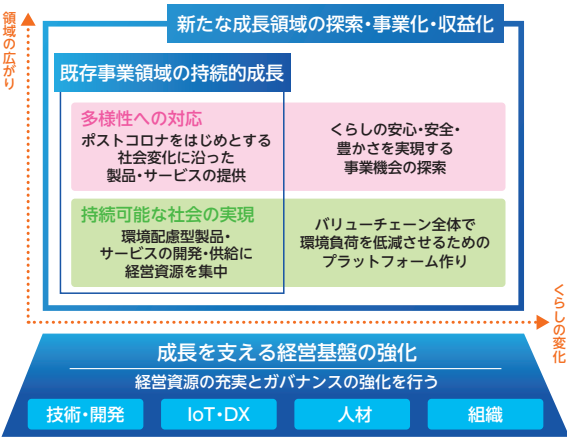 領域の広がり
新たな成長領域の探索・事業化・収益化
既存事業領域の持続的成長
多様性への対応
ポストコロナをはじめとする
社会変化に沿った
製品・サービスの提供
くらしの安心・安全・
豊かさを実現する
事業機会の探索
持続可能な社会の実現
環境配慮型製品・
サービスの開発・供給に
経営資源を集中
バリューチェーン全体で
環境負荷を低減させるための
プラットフォーム作り
くらしの変化
成長を支える経営基盤の強化
経営資源の充実とガバナンスの強化を行う
技術・開発
IoT・DX
人材
組織